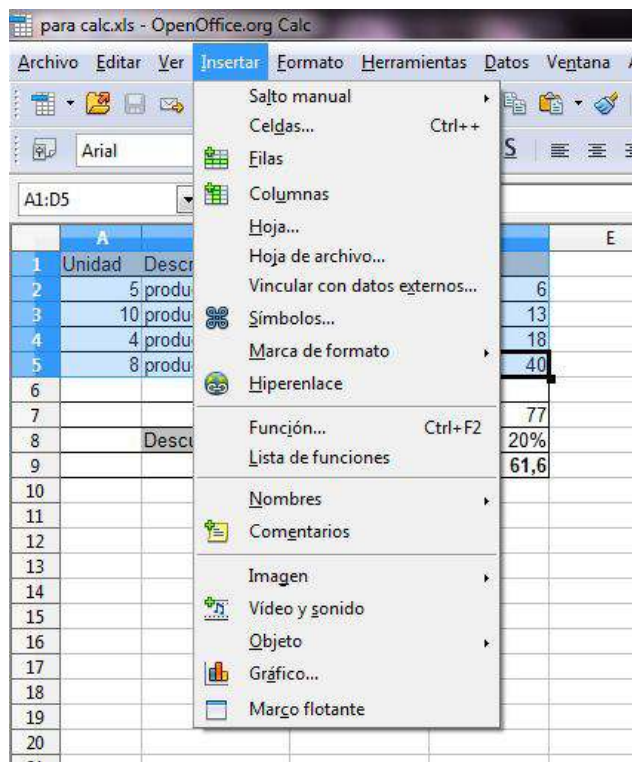 para calc.xls - OpenOffice.org Calc
Archivo Editar Ver Insertar Formato Herramientas Datos Ventana
Arial
S
A1:D5
Salto manual
Celdas... Ctrl++
Filas
Columnas
Hoja...
Hoja de archivo...
Vincular con datos externos...
Símbolos...
Marca de formato
Hiperenlace
Función... Ctrl+F2
Lista de funciones
Nombres
Comentarios
Imagen
Vídeo y sonido
Objeto
Gráfico...
Marco flotante
A E
1 Unidad Descr
2 5 produ 6
3 10 produ 13
4 4 produ 18
5 8 produ 40
6
7 77
8 Descu 20%
9 61,6
10
11
12
13
14
15
16
17
18
19
20